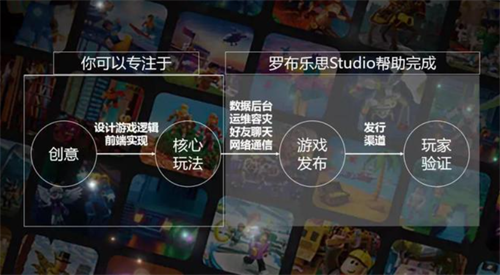 你可以专注于
罗布乐思Studio帮助完成
创意
设计游戏逻辑
前端实现
核心
玩法
数据后台
运维容灾
好友聊天
网络通信
游戏
发布
发行
渠道
玩家
验证